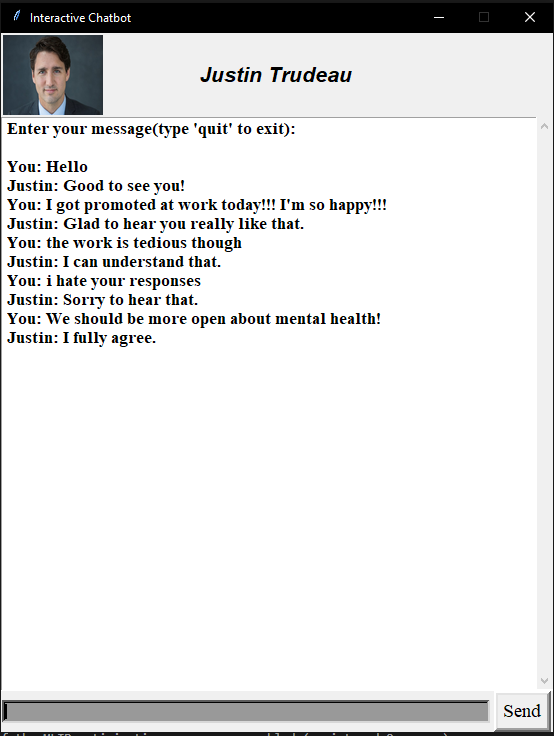 Interactive Chatbot
Justin Trudeau
Enter your message(type 'quit' to exit):
You: Hello
Justin: Good to see you!
You: I got promoted at work today!!! I'm so happy!!!
Justin: Glad to hear you really like that.
You: the work is tedious though
Justin: I can understand that.
You: i hate your responses
Justin: Sorry to hear that.
You: We should be more open about mental health!
Justin: I fully agree.
Send